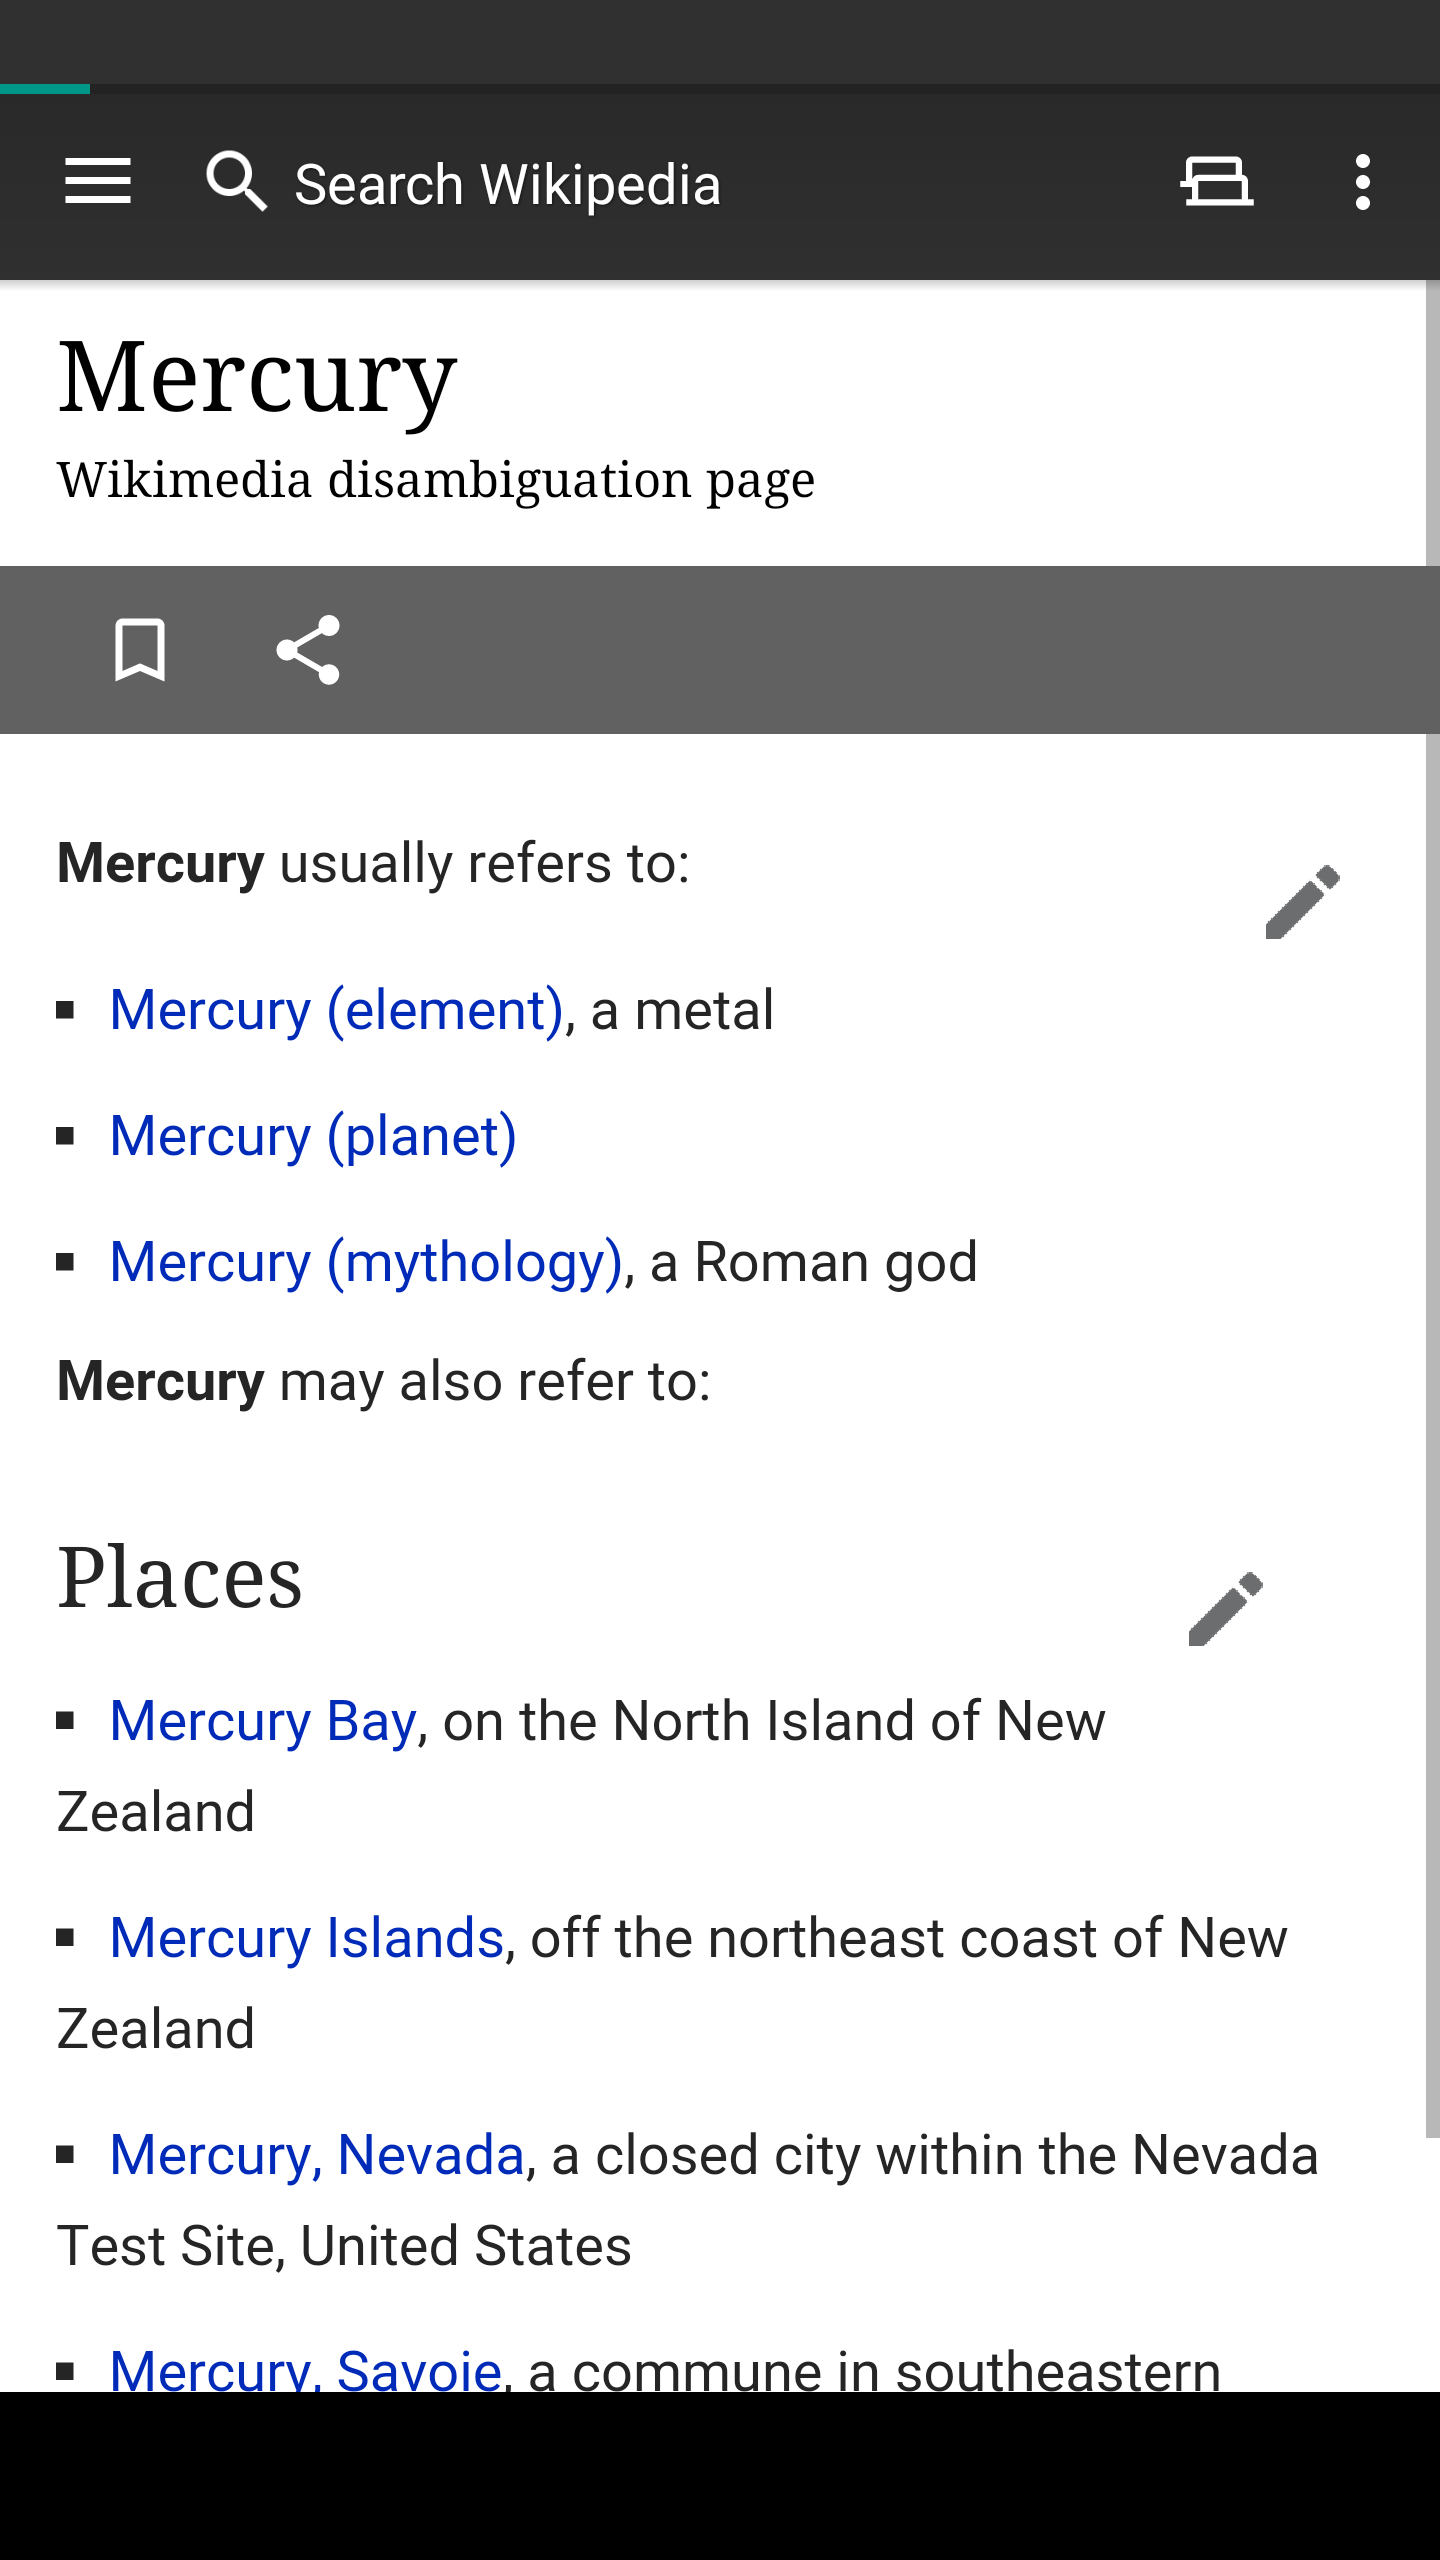 Search Wikipedia
Mercury
Wikimedia disambiguation page
Mercury usually refers to:
▪ Mercury (element), a metal
▪ Mercury (planet)
▪ Mercury (mythology), a Roman god
Mercury may also refer to:
Places
▪ Mercury Bay, on the North Island of New
Zealand
▪ Mercury Islands, off the northeast coast of New
Zealand
▪ Mercury, Nevada, a closed city within the Nevada
Test Site, United States
▪ Mercury, Savoie, a commune in southeastern